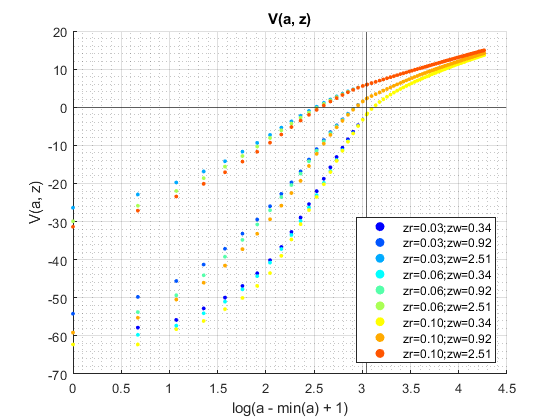 V(a, z)
20
10
0
-10
-20
-30
-40
-50
-60
-70
V(a, z)
zr=0.03;zw=0.34
zr=0.03;zw=0.92
zr=0.03;zw=2.51
zr=0.06;zw=0.34
zr=0.06;zw=0.92
zr=0.06;zw=2.51
zr=0.10;zw=0.34
zr=0.10;zw=0.92
zr=0.10;zw=2.51
0 0.5 1 1.5 2 2.5 3 3.5 4 4.5
log(a - min(a) + 1)